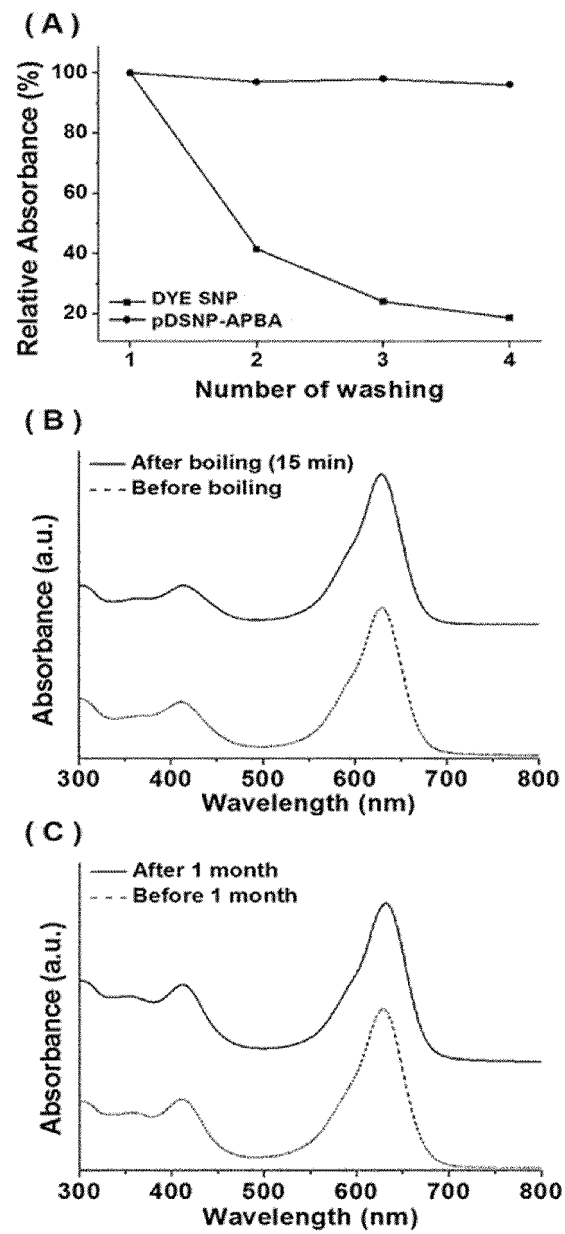 (A)
Relative Absorbance (%)
100
80
60
40
20
DYE SNP
pDSNP-APBA
1 2 3 4
Number of washing
(B)
Absorbance (a.u.)
After boiling (15 min)
Before boiling
300 400 500 600 700 800
Wavelength (nm)
(C)
Absorbance (a.u.)
After 1 month
Before 1 month
300 400 500 600 700 800
Wavelength (nm)